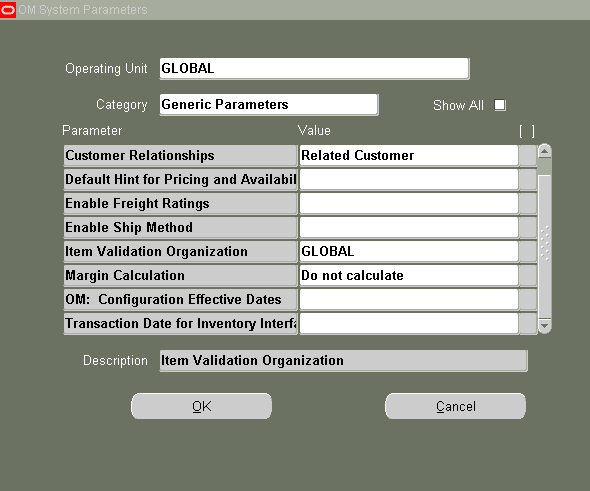 OM System Parameters
Operating Unit GLOBAL
Category Generic Parameters Show All
Parameter Value [ ]
Customer Relationships Related Customer
Default Hint for Pricing and Availabil
Enable Freight Ratings
Enable Ship Method
Item Validation Organization GLOBAL
Margin Calculation Do not calculate
OM: Configuration Effective Dates
Transaction Date for Inventory Interfa
Description Item Validation Organization
OK Cancel